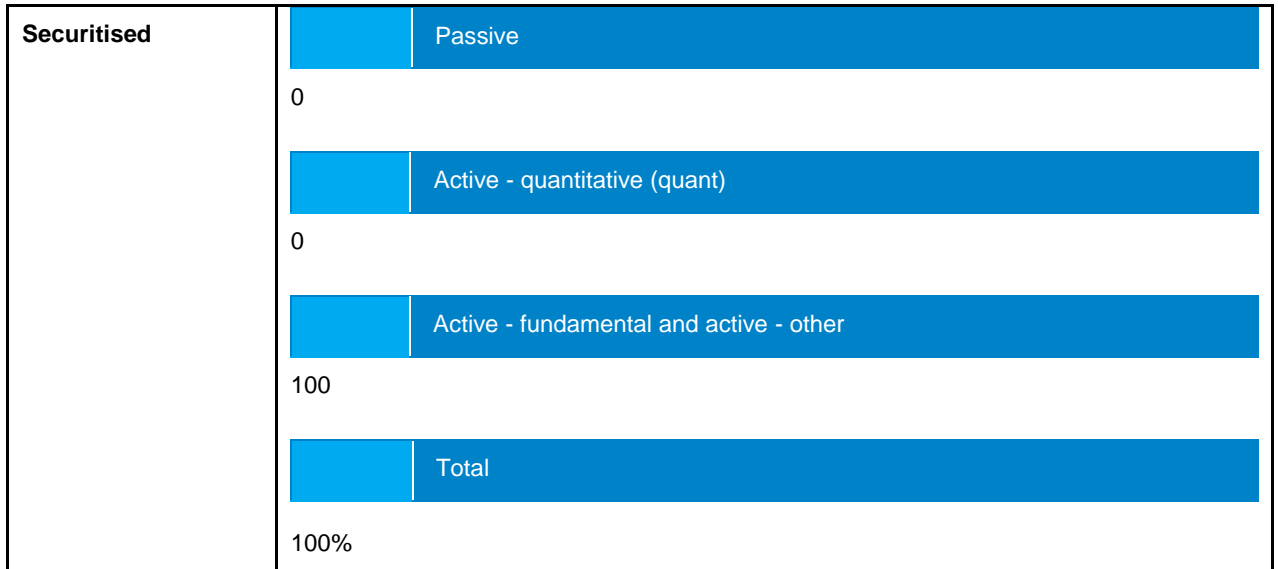 Securitised
Passive
0
Active - quantitative (quant)
0
Active - fundamental and active - other
100
Total
100%